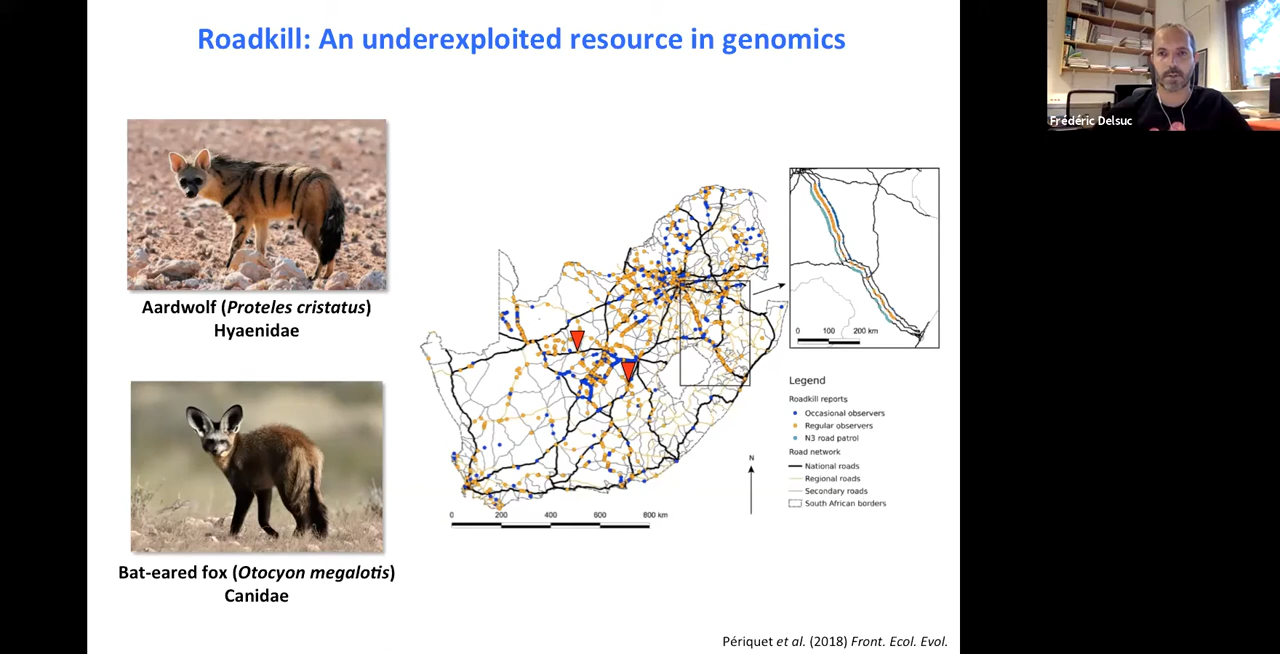 Roadkill: An underexploited resource in genomics
Frédéric Delsuc
Aardwolf (Proteles cristatus)
Hyaenidae
Bat-eared fox (Otocyon megalotis)
Canidae
0 200 400 600 800 km
N
0 100 200 km
Legend
Roadkill reports
Occasional observers
Regular observers
N3 road patrol
Road network
National roads
Regional roads
Secondary roads
South African borders
Périquet et al. (2018) Front. Ecol. Evol.